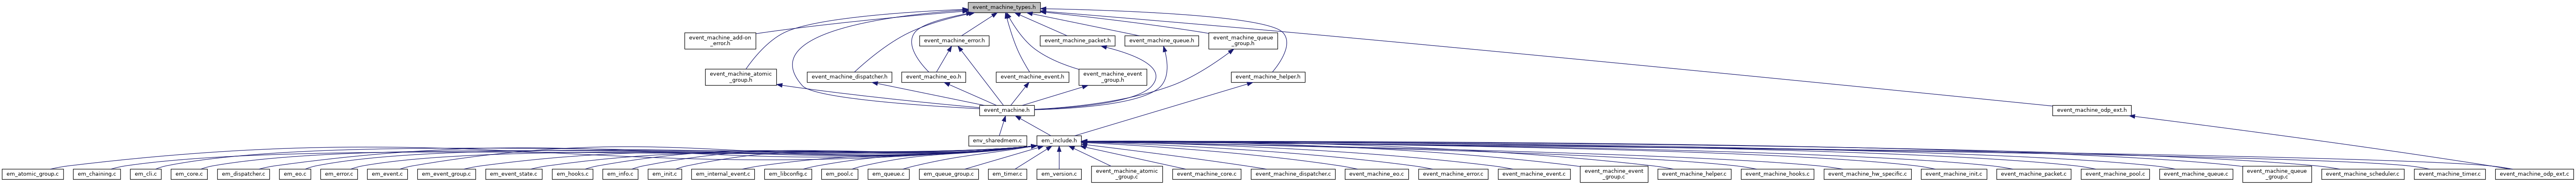 event_machine_types.h
event_machine_add-on
_error.h
event_machine_error.h
event_machine_packet.h
event_machine_queue.h
event_machine_queue
_group.h
event_machine_atomic
_group.h
event_machine_dispatcher.h
event_machine_eo.h
event_machine_event.h
event_machine_event
_group.h
event_machine_helper.h
event_machine.h
event_machine_odp_ext.h
env_sharedmem.c
em_include.h
em_atomic_group.c
em_chaining.c
em_cli.c
em_core.c
em_dispatcher.c
em_eo.c
em_error.c
em_event.c
em_event_group.c
em_event_state.c
em_hooks.c
em_info.c
em_init.c
em_internal_event.c
em_libconfig.c
em_pool.c
em_queue.c
em_queue_group.c
em_timer.c
em_version.c
event_machine_atomic
_group.c
event_machine_core.c
event_machine_dispatcher.c
event_machine_eo.c
event_machine_error.c
event_machine_event.c
event_machine_event
_group.c
event_machine_helper.c
event_machine_hooks.c
event_machine_hw_specific.c
event_machine_init.c
event_machine_packet.c
event_machine_pool.c
event_machine_queue.c
event_machine_queue
_group.c
event_machine_scheduler.c
event_machine_timer.c
event_machine_odp_ext.c